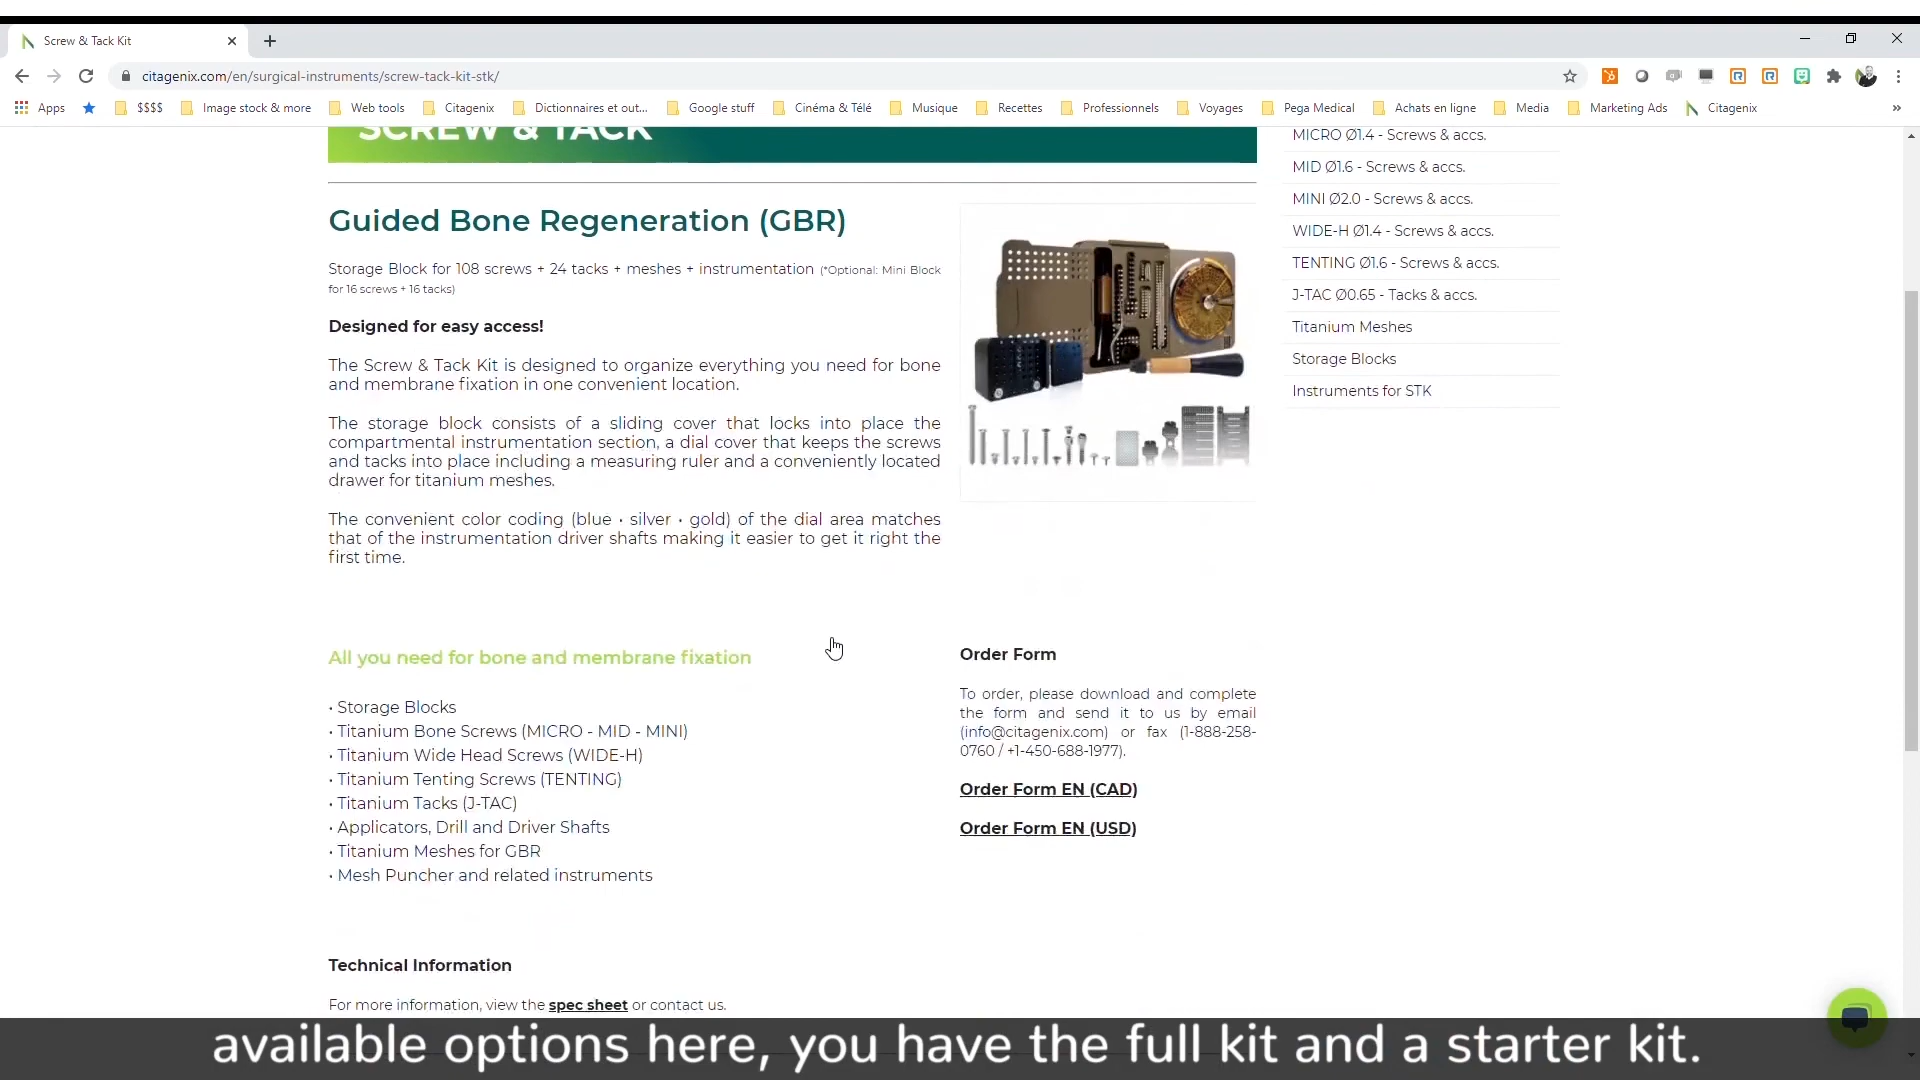 Screw & Tack Kit
citagenix.com/en/surgical-instruments/screw-tack-kit-stk/
Apps
$$$$
Image stock & more
Web tools
Citagenix
Dictionnaires et out...
Google stuff
Cinéma & Télé
Musique
Recettes
Professionnels
Voyages
Pega Medical
Achats en ligne
Media
Marketing Ads
Citagenix
»
SCREW & TACK
Guided Bone Regeneration (GBR)
Storage Block for 108 screws + 24 tacks + meshes + instrumentation (*Optional: Mini Block
for 16 screws + 16 tacks)
Designed for easy access!
The Screw & Tack Kit is designed to organize everything you need for bone
and membrane fixation in one convenient location.
The storage block consists of a sliding cover that locks into place the
compartmental instrumentation section, a dial cover that keeps the screws
and tacks into place including a measuring ruler and a conveniently located
drawer for titanium meshes.
The convenient color coding (blue • silver • gold) of the dial area matches
that of the instrumentation driver shafts making it easier to get it right the
first time.
All you need for bone and membrane fixation
• Storage Blocks
• Titanium Bone Screws (MICRO - MID - MINI)
• Titanium Wide Head Screws (WIDE-H)
• Titanium Tenting Screws (TENTING)
• Titanium Tacks (J-TAC)
• Applicators, Drill and Driver Shafts
• Titanium Meshes for GBR
• Mesh Puncher and related instruments
Technical Information
For more information, view the spec sheet or contact us.
Order Form
To order, please download and complete
the form and send it to us by email
(info@citagenix.com) or fax (1-888-258-
0760 / +1-450-688-1977).
Order Form EN (CAD)
Order Form EN (USD)
MICRO Ø1.4 - Screws & accs.
MID Ø1.6 - Screws & accs.
MINI Ø2.0 - Screws & accs.
WIDE-H Ø1.4 - Screws & accs.
TENTING Ø1.6 - Screws & accs.
J-TAC Ø0.65 - Tacks & accs.
Titanium Meshes
Storage Blocks
Instruments for STK
available options here, you have the full kit and a starter kit.